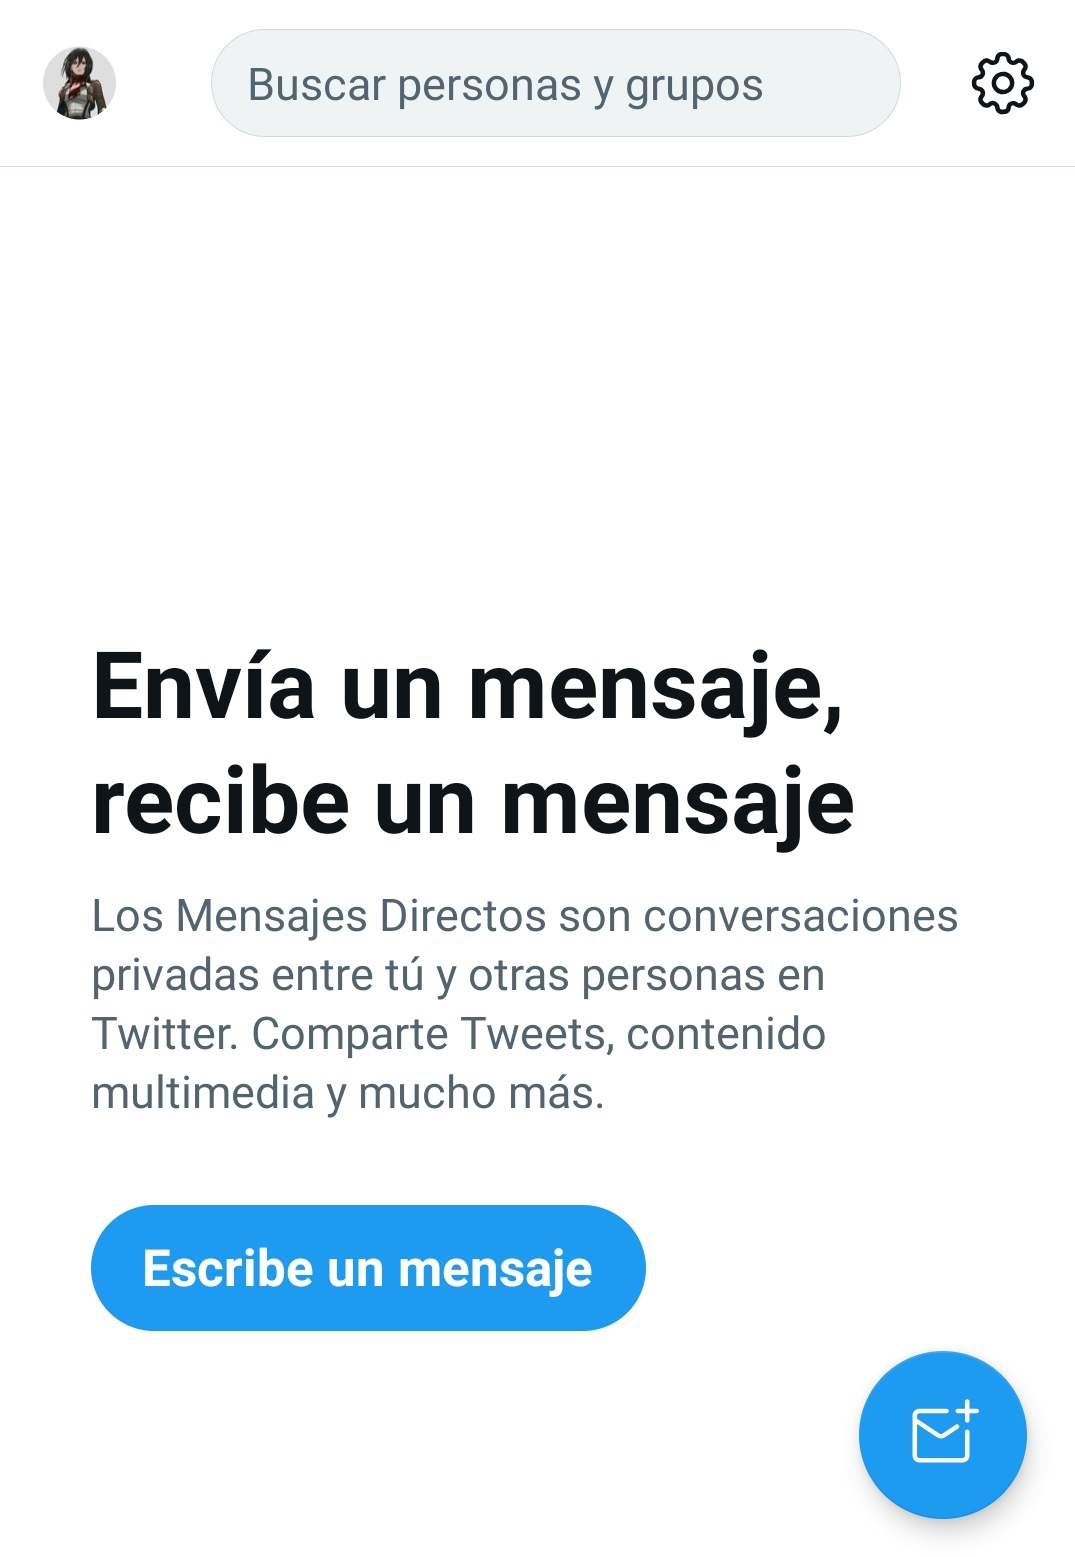 Buscar personas y grupos
Envía un mensaje,
recibe un mensaje
Los Mensajes Directos son conversaciones
privadas entre tú y otras personas en
Twitter. Comparte Tweets, contenido
multimedia y mucho más.
Escribe un mensaje